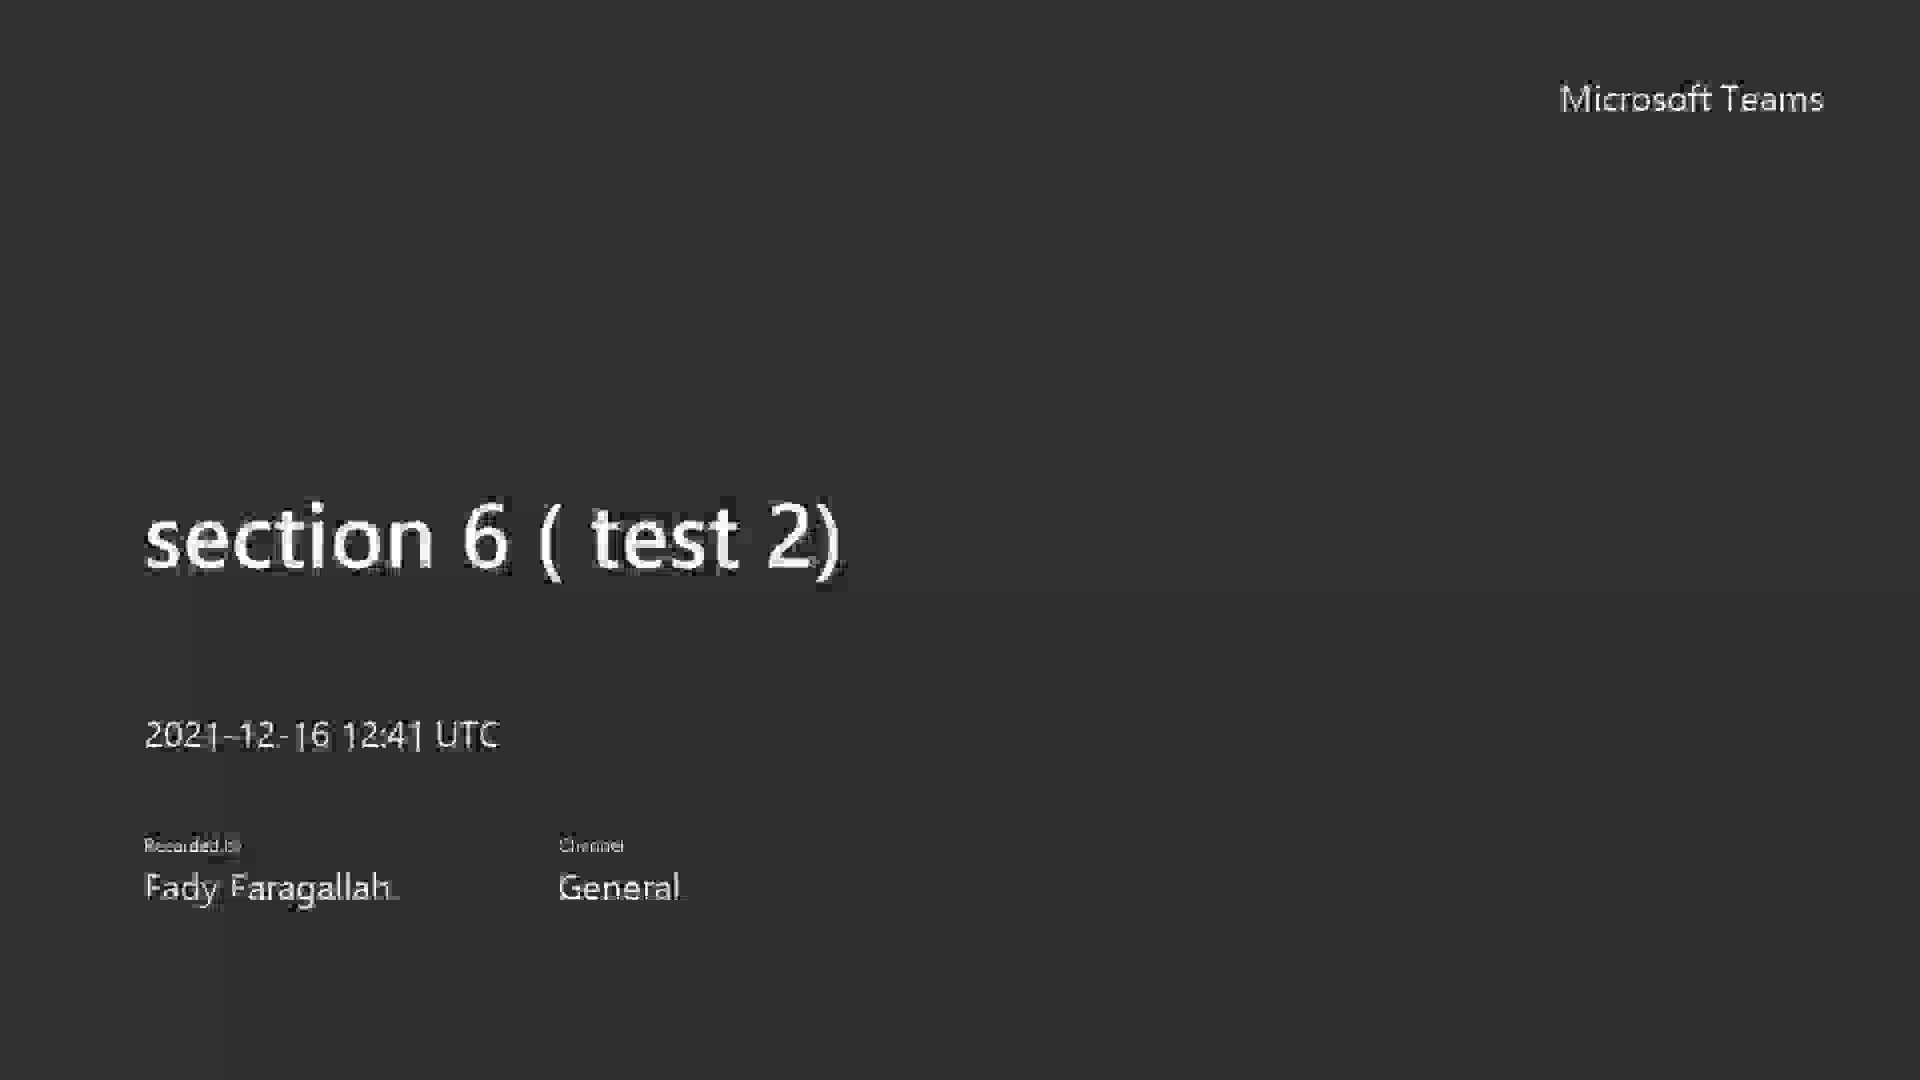 Microsoft Teams
section 6 ( test 2)
2021-12-16 12:41 UTC
Recorded by
Channel
Fady Faragallah
General